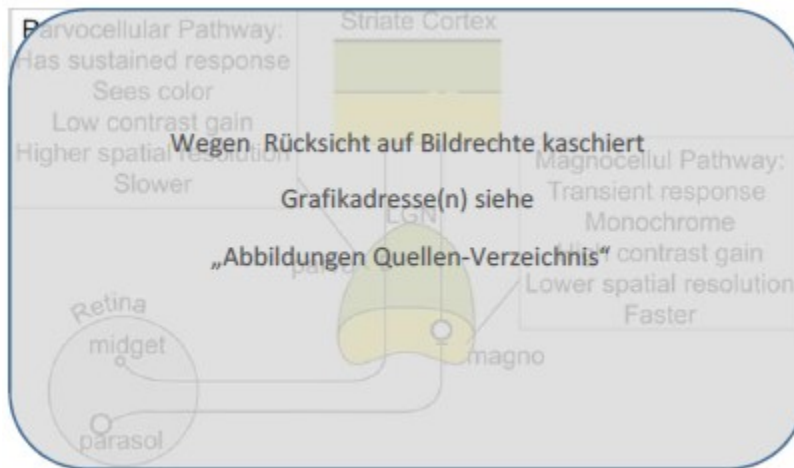 Parvocellular Pathway:
Has sustained response
Sees color
Low contrast gain
Higher spatial resolution
Slower
Striate Cortex
Wegen Rücksicht auf Bildrechte kaschiert
Grafikadresse(n) siehe
„Abbildungen Quellen-Verzeichnis“
Magnocellul Pathway:
Transient response
Monochrome
High contrast gain
Lower spatial resolution
Faster
LGN
parvo
magno
Retina
midget
parasol